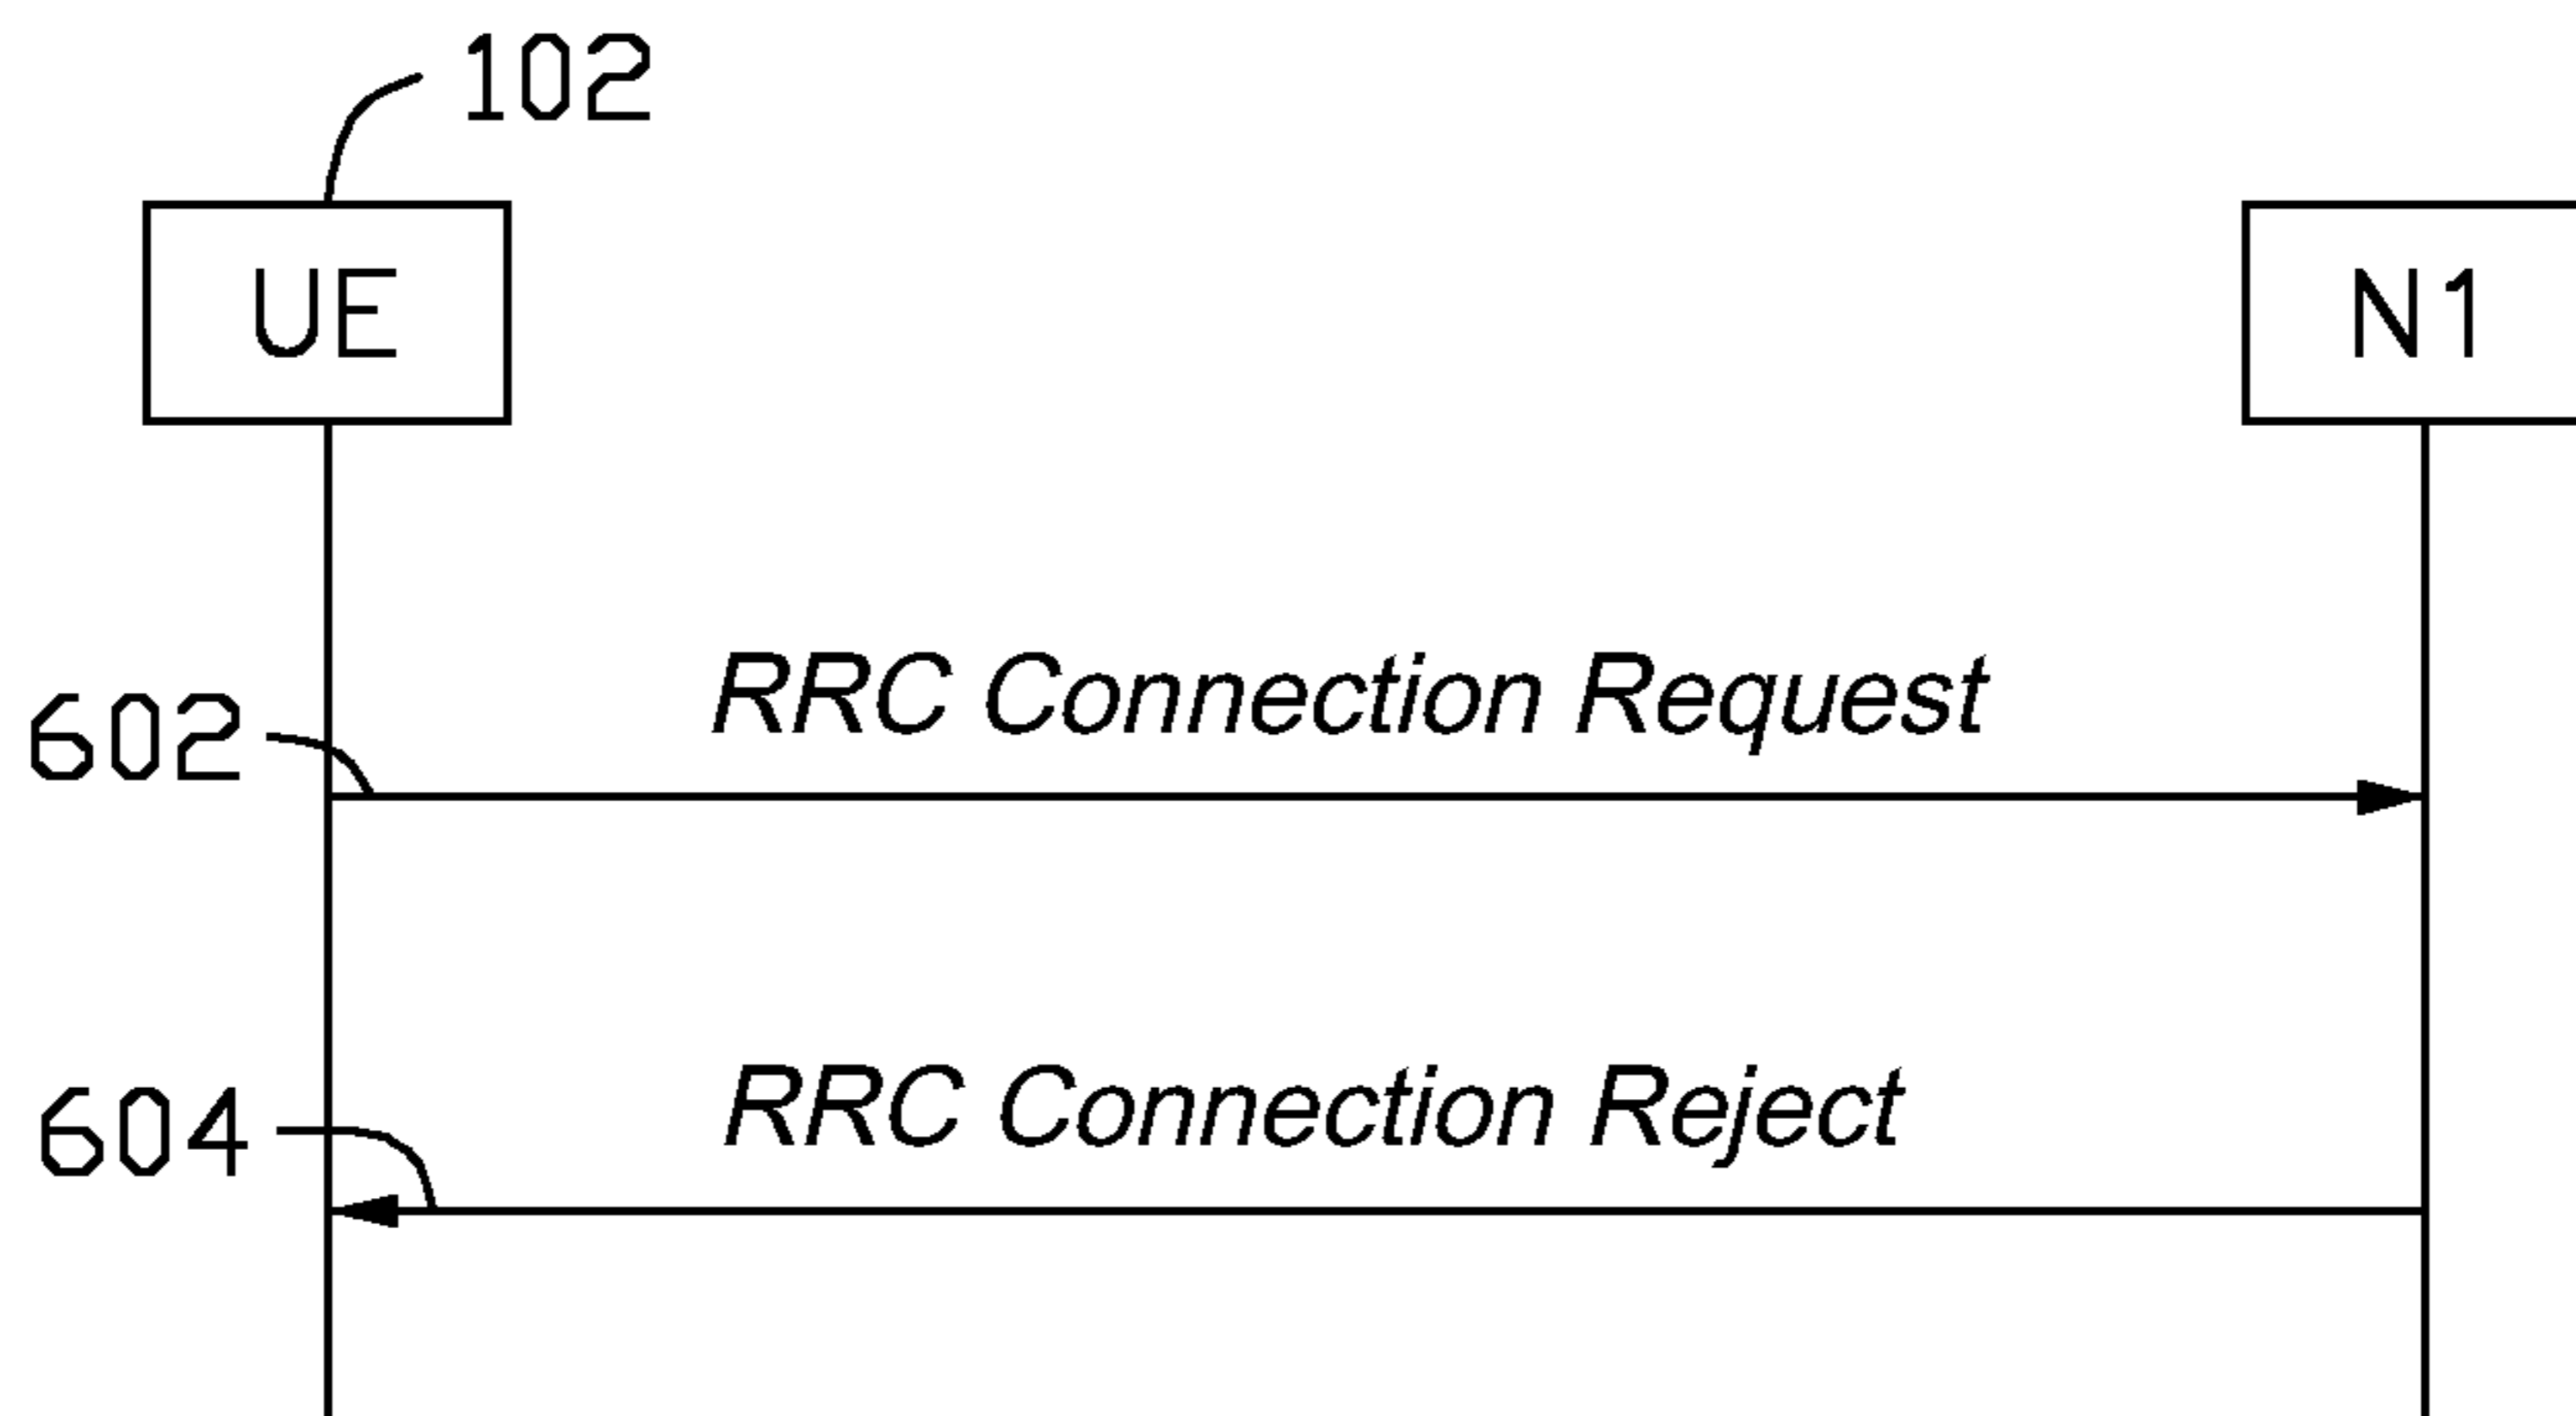 102
UE
N1
RRC Connection Request
602
RRC Connection Reject
604